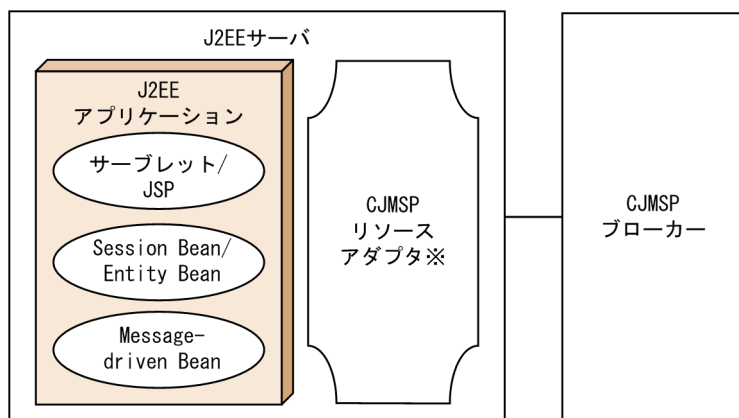 J2EEサーバ
J2EE
アプリケーション
サーブレット/
JSP
Session Bean/
Entity Bean
Message-
driven Bean
CJMSP
リソース
アダプタ※
CJMSP
ブローカー